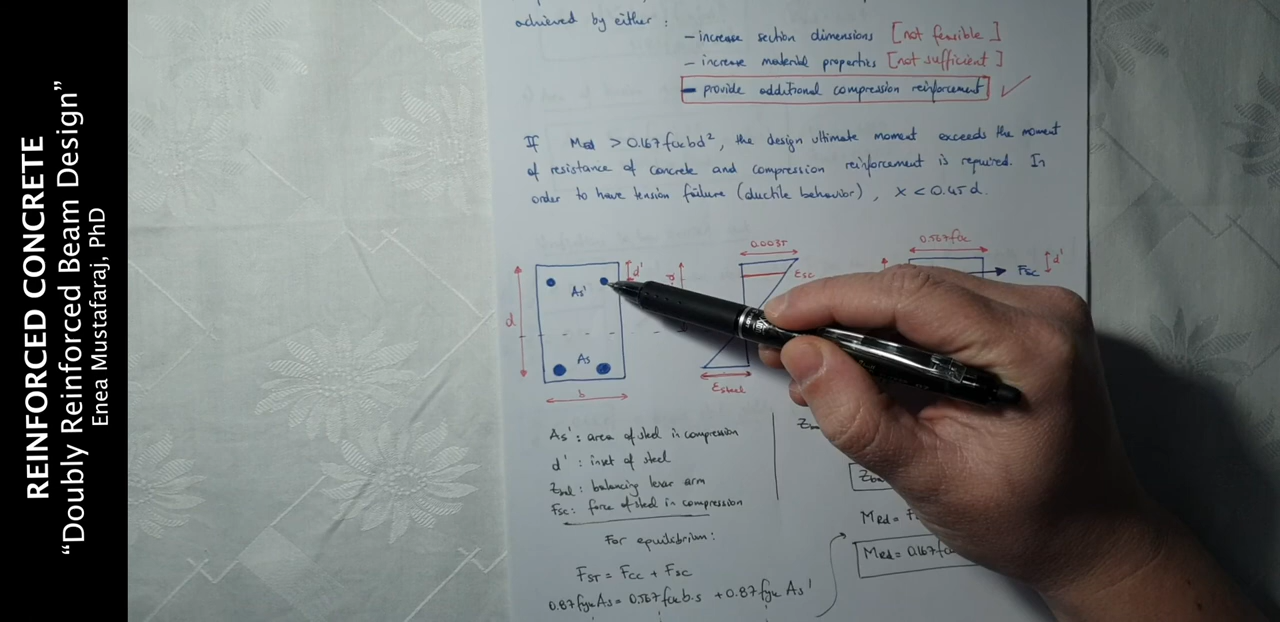 REINFORCED CONCRETE
"Doubly Reinforced Beam Design"
Enea Mustafaraj, PhD
achieved by either :
- increase section dimensions [not feasible]
- increase material properties [not sufficient]
- provide additional compression reinforcement ✓
If MEd > 0.167 fck bd², the design ultimate moment exceeds the moment
of resistance of concrete and compression reinforcement is required. In
order to have tension failure (ductile behavior), x < 0.45 d.
0.0035
0.567fck
d'
As'
εsc
Fsc
d'
d
As
b
εsteel
As' : area of steel in compression
d' : inset of steel
Zbal : balancing lever arm
Fsc : force of steel in compression
For equilibrium :
FST = FCC + FSC
0.87 fyk As = 0.567 fck b.s + 0.87 fyk As'
MEd = 0.167 fck